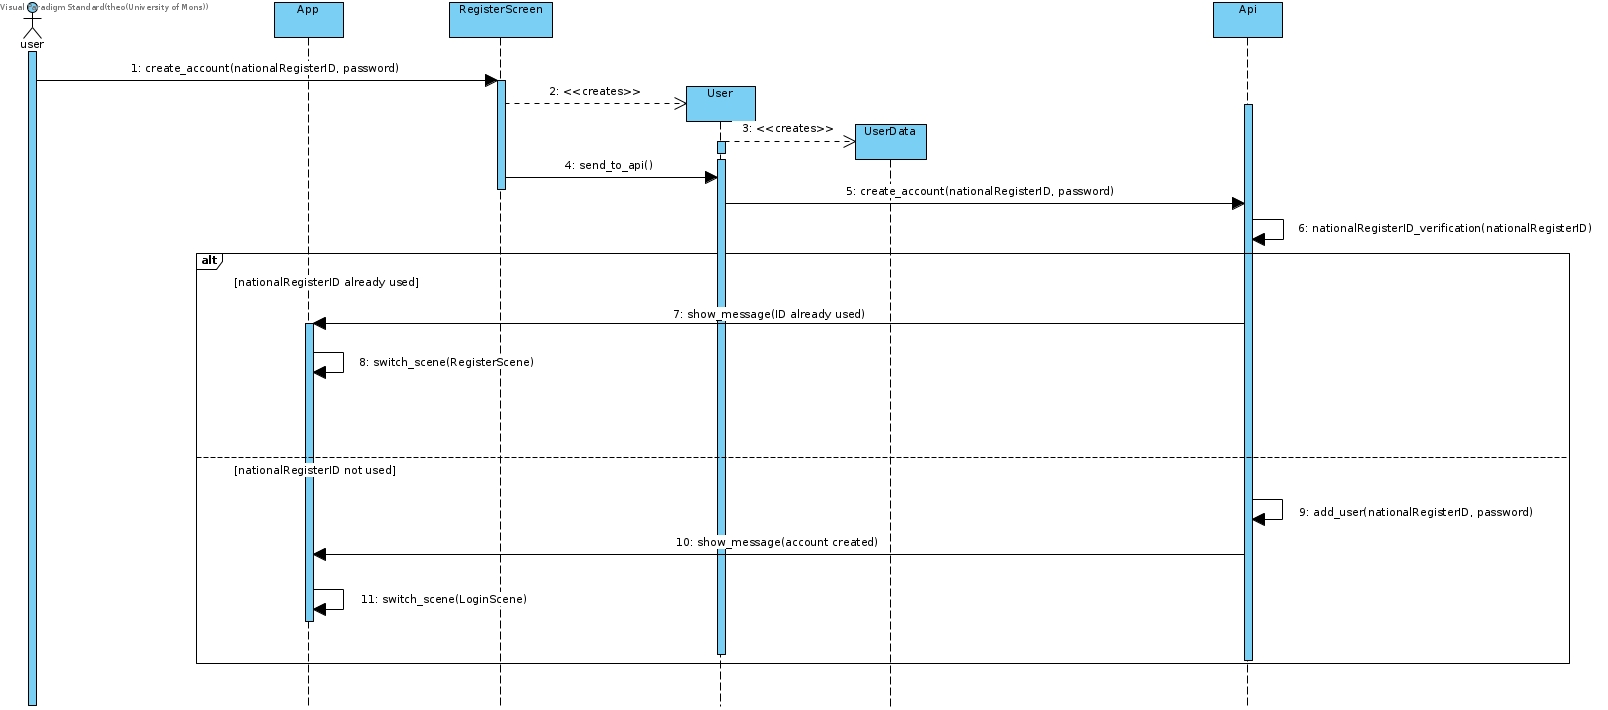 Visual Paradigm Standard(theo(University of Mons))
App
RegisterScreen
Api
user
1: create_account(nationalRegisterID, password)
2: <<creates>>
User
3: <<creates>>
UserData
4: send_to_api()
5: create_account(nationalRegisterID, password)
6: nationalRegisterID_verification(nationalRegisterID)
alt
[nationalRegisterID already used]
7: show_message(ID already used)
8: switch_scene(RegisterScene)
[nationalRegisterID not used]
9: add_user(nationalRegisterID, password)
10: show_message(account created)
11: switch_scene(LoginScene)